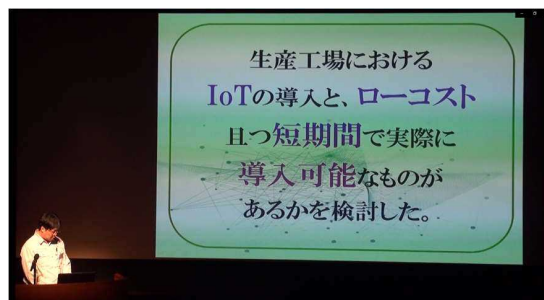 生産工場における
IoTの導入と、ローコスト
且つ短期間で実際に
導入可能なものが
あるかを検討した。